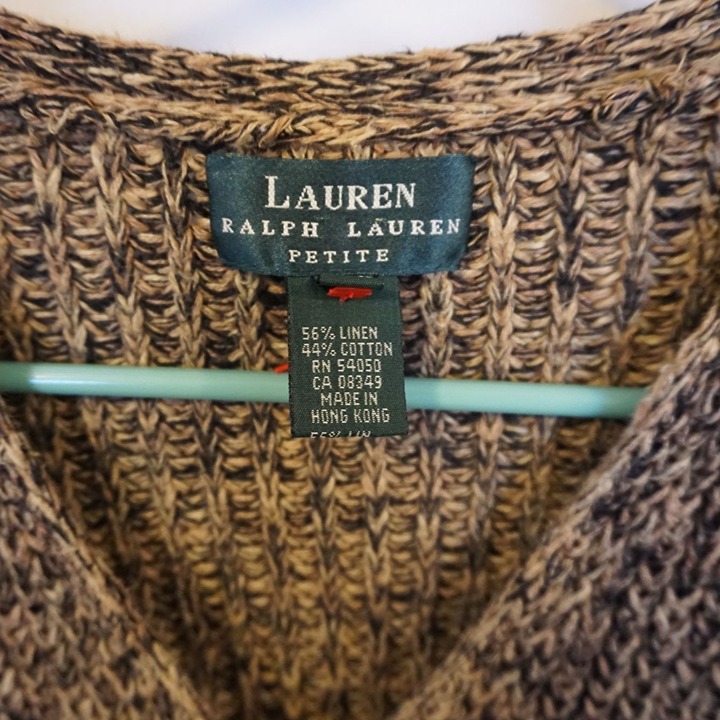 LAUREN
RALPH LAUREN
PETITE
56% LINEN
44% COTTON
RN 54050
CA 08349
MADE IN
HONG KONG